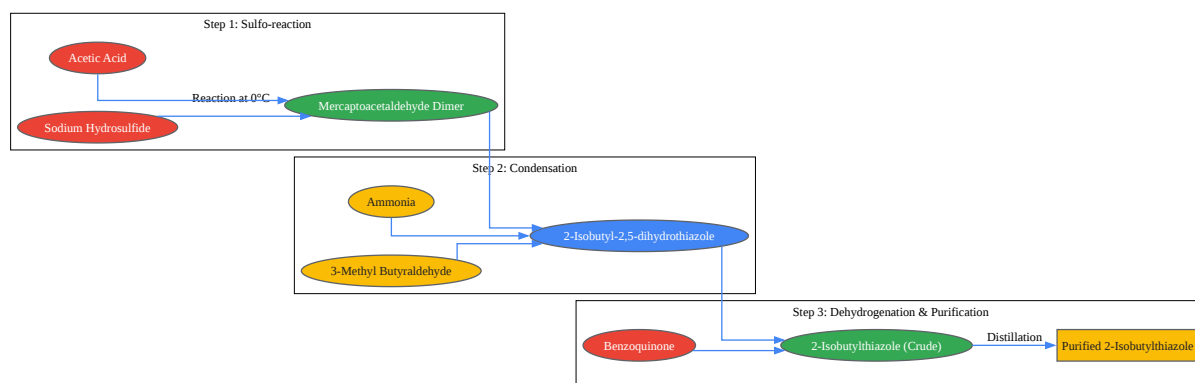 Step 1: Sulfo-reaction
Acetic Acid
Reaction at 0°C
Mercaptoacetaldehyde Dimer
Sodium Hydrosulfide
Step 2: Condensation
Ammonia
2-Isobutyl-2,5-dihydrothiazole
3-Methyl Butyraldehyde
Step 3: Dehydrogenation & Purification
Benzoquinone
2-Isobutylthiazole (Crude)
Distillation
Purified 2-Isobutylthiazole